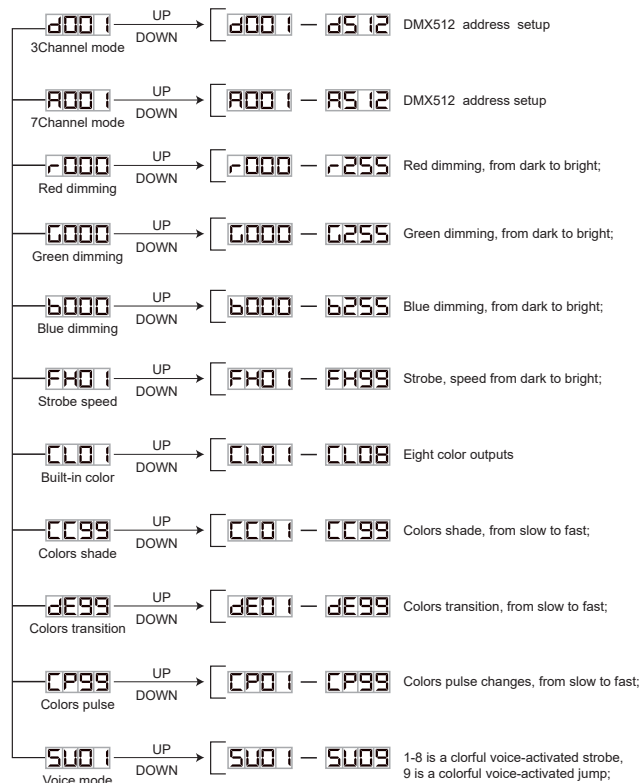 d001 UP DOWN d001 — d512 DMX512 address setup
3Channel mode
A001 UP DOWN A001 — A512 DMX512 address setup
7Channel mode
r000 UP DOWN r000 — r255 Red dimming, from dark to bright;
Red dimming
G000 UP DOWN G000 — G255 Green dimming, from dark to bright;
Green dimming
b000 UP DOWN b000 — b255 Blue dimming, from dark to bright;
Blue dimming
FH01 UP DOWN FH01 — FH99 Strobe, speed from dark to bright;
Strobe speed
CL01 UP DOWN CL01 — CL08 Eight color outputs
Built-in color
CC99 UP DOWN CC01 — CC99 Colors shade, from slow to fast;
Colors shade
dE99 UP DOWN dE01 — dE99 Colors transition, from slow to fast;
Colors transition
CP99 UP DOWN CP01 — CP99 Colors pulse changes, from slow to fast;
Colors pulse
SU01 UP DOWN SU01 — SU09 1-8 is a clorful voice-activated strobe,
9 is a colorful voice-activated jump;
Voice mode